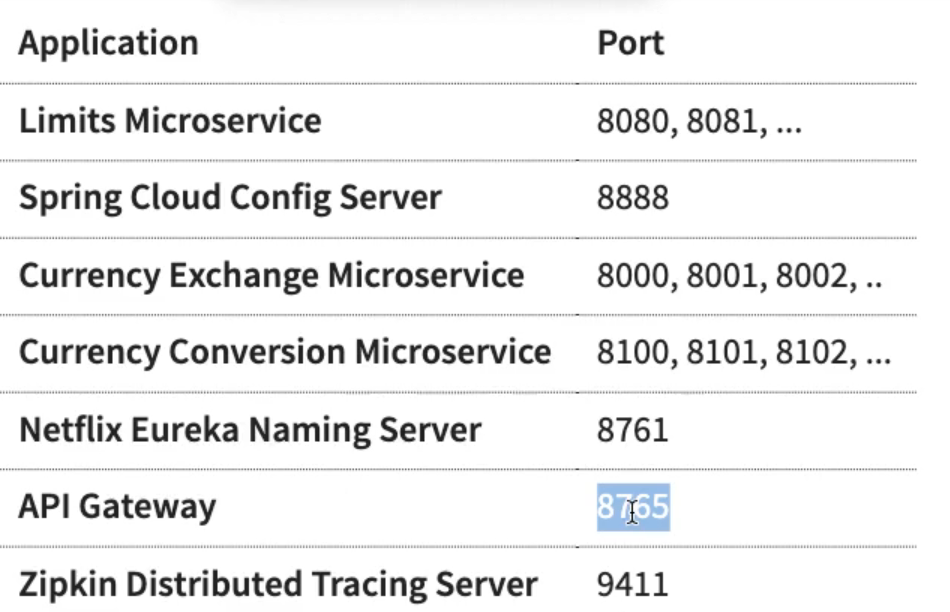 Application Port
Limits Microservice 8080, 8081, ...
Spring Cloud Config Server 8888
Currency Exchange Microservice 8000, 8001, 8002, ..
Currency Conversion Microservice 8100, 8101, 8102, ...
Netflix Eureka Naming Server 8761
API Gateway 8765
Zipkin Distributed Tracing Server 9411